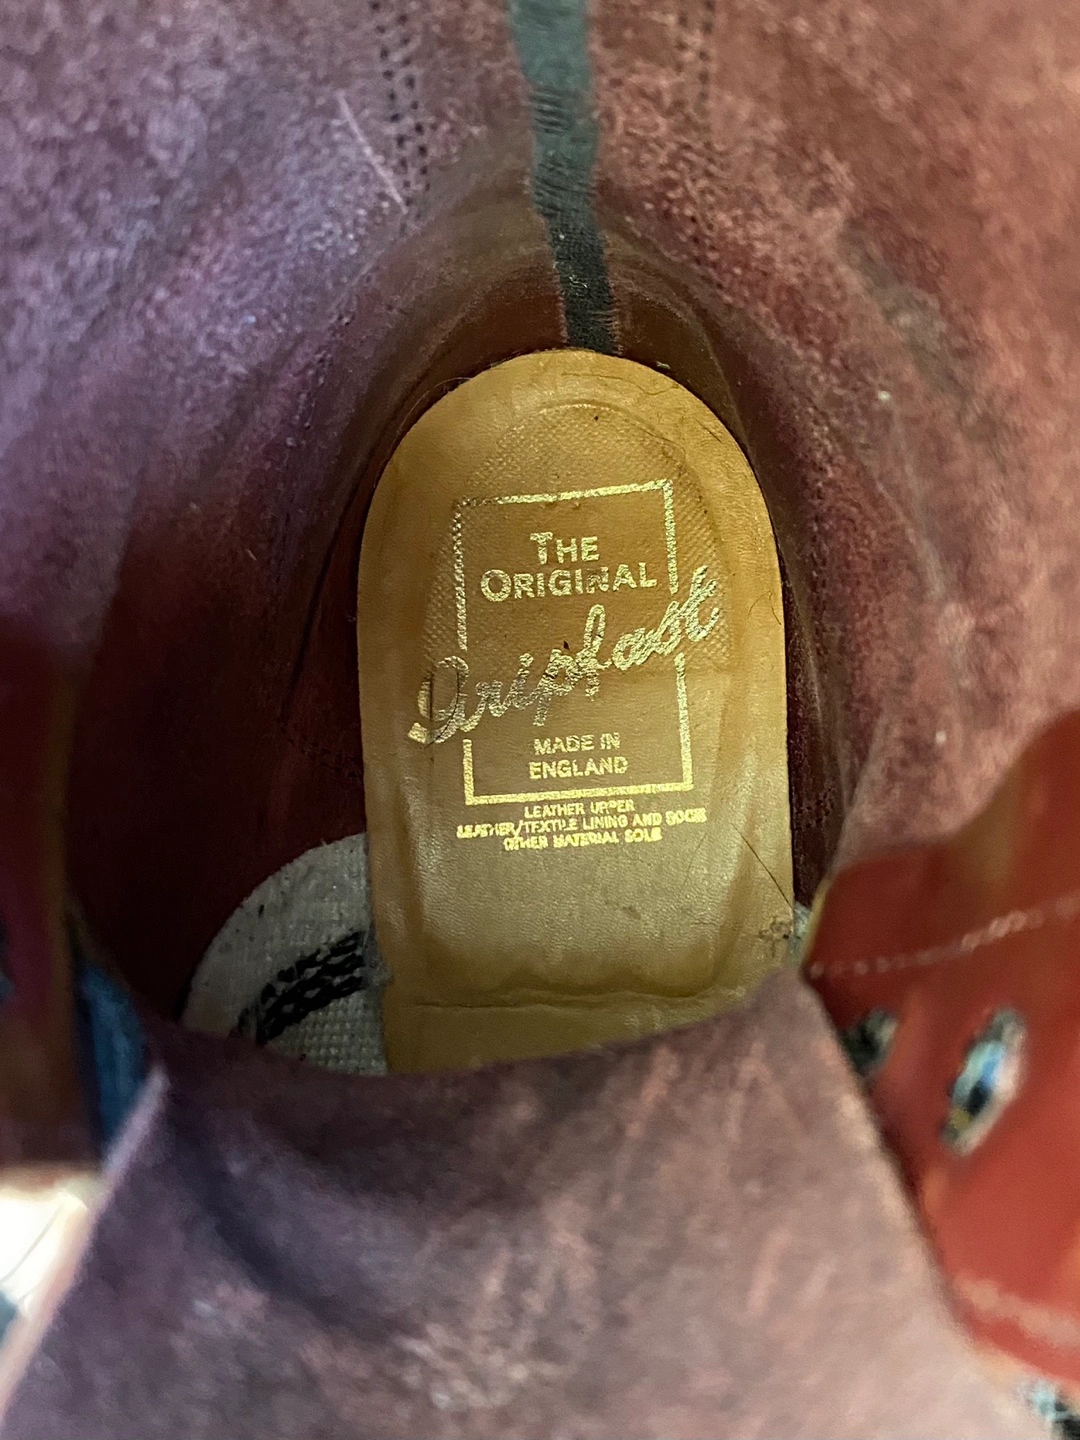 THE
ORIGINAL
Gripfast
MADE IN
ENGLAND
LEATHER UPPER
LEATHER/TEXTILE LINING AND SOCK
OTHER MATERIAL SOLE